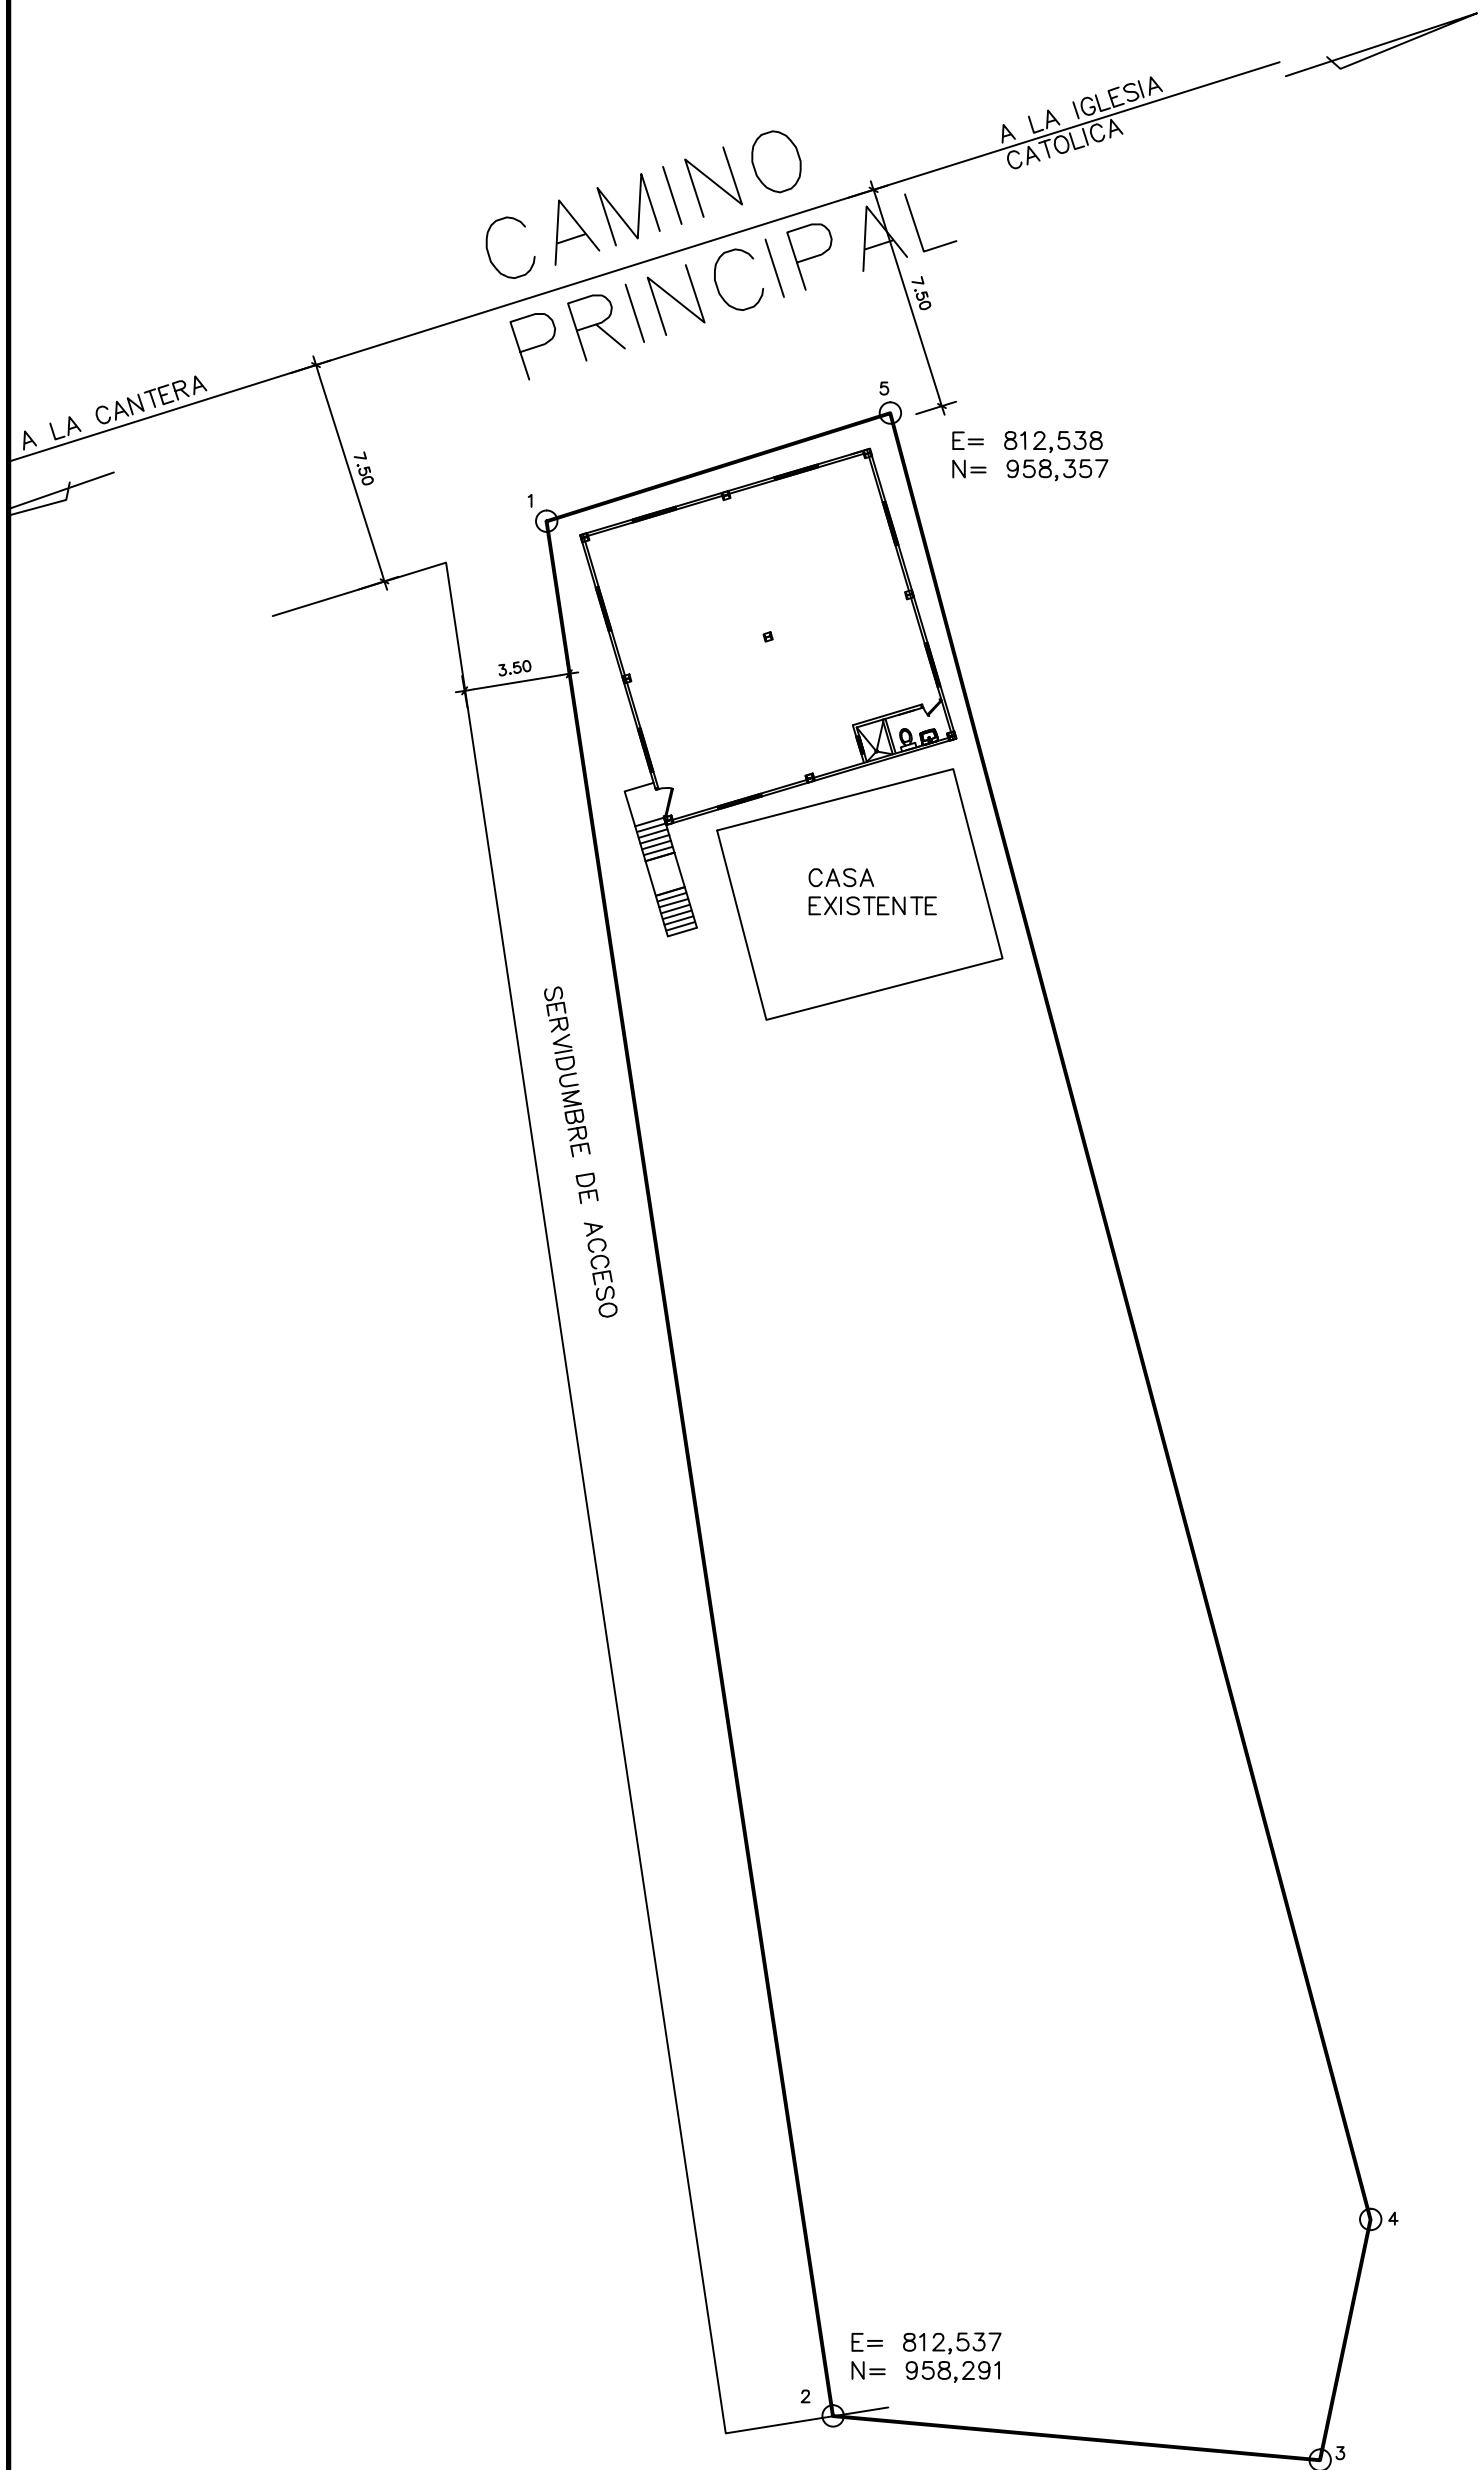 A LA IGLESIA
CATOLICA
CAMINO
PRINCIPAL
7.50
A LA CANTERA
7.50
5
E= 812,538
N= 958,357
1
3.50
CASA
EXISTENTE
SERVIDUMBRE DE ACCESO
4
E= 812,537
N= 958,291
2
3